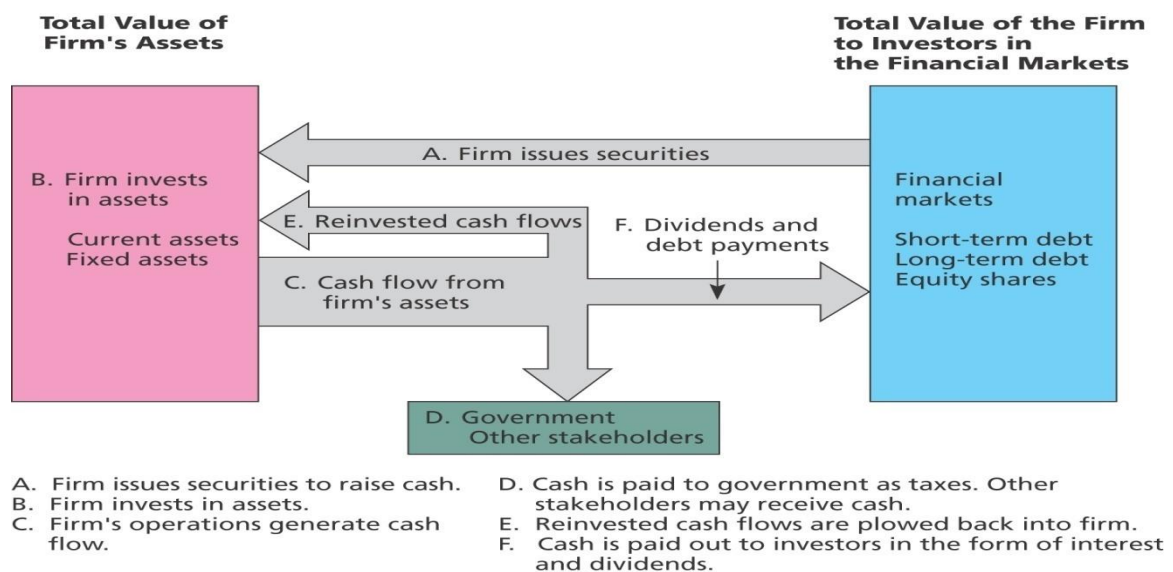 Total Value of
Firm's Assets
Total Value of the Firm
to Investors in
the Financial Markets
A. Firm issues securities
B. Firm invests
in assets
Current assets
Fixed assets
E. Reinvested cash flows
C. Cash flow from
firm's assets
F. Dividends and
debt payments
Financial
markets
Short-term debt
Long-term debt
Equity shares
D. Government
Other stakeholders
A. Firm issues securities to raise cash.
B. Firm invests in assets.
C. Firm's operations generate cash
flow.
D. Cash is paid to government as taxes. Other
stakeholders may receive cash.
E. Reinvested cash flows are plowed back into firm.
F. Cash is paid out to investors in the form of interest
and dividends.